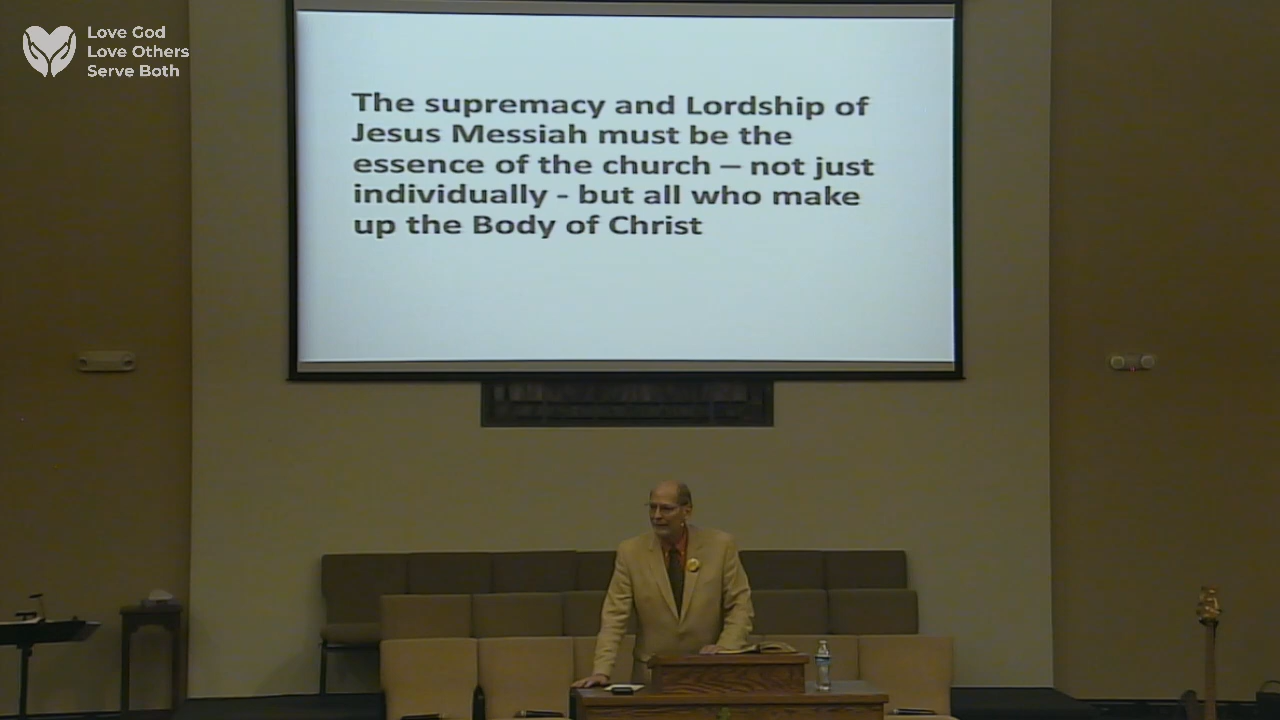 Love God
Love Others
Serve Both
The supremacy and Lordship of
Jesus Messiah must be the
essence of the church – not just
individually - but all who make
up the Body of Christ